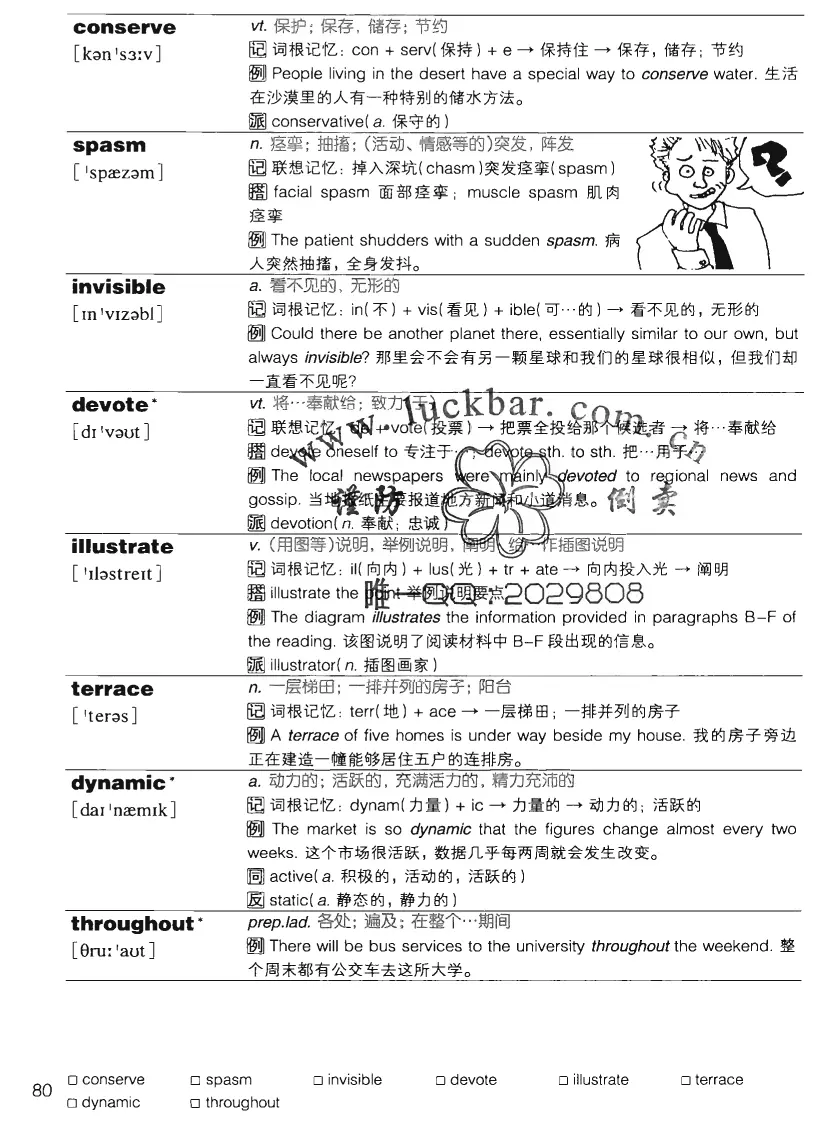 conserve
[kən'sɜːv]
vt. 保护; 保存, 储存; 节约
[记] 词根记忆: con + serv(保持) + e → 保持住 → 保存, 储存; 节约
[例] People living in the desert have a special way to conserve water. 生活
在沙漠里的人有一种特别的储水方法。
[派] conservative(a. 保守的)
spasm
['spæzəm]
n. 痉挛; 抽搐; (活动、情感等的)突发, 阵发
[记] 联想记忆: 掉入深坑(chasm)突发痉挛(spasm)
[搭] facial spasm 面部痉挛; muscle spasm 肌肉
痉挛
[例] The patient shudders with a sudden spasm. 病
人突然抽搐, 全身发抖。
?
invisible
[ɪn'vɪzəbl]
a. 看不见的, 无形的
[记] 词根记忆: in(不) + vis(看见) + ible(可…的) → 看不见的, 无形的
[例] Could there be another planet there, essentially similar to our own, but
always invisible? 那里会不会有另一颗星球和我们的星球很相似, 但我们却
一直看不见呢?
devote*
[dɪ'vəʊt]
vt. 将…奉献给; 致力(于)
[记] 联想记忆: + vote(投票) → 把票全投给那个候选者 → 将…奉献给
[搭] devote oneself to 专注于…; devote sth. to sth. 把…用于
[例] The local newspapers were mainly devoted to regional news and
gossip. 当地报纸主要报道地方新闻和小道消息。
[派] devotion(n. 奉献; 忠诚)
www.luckbar.com.cn
谨防 倒卖
illustrate
['ɪləstreɪt]
v. (用图等)说明, 举例说明, 阐明; 给…作插图说明
[记] 词根记忆: il(向内) + lus(光) + tr + ate → 向内投入光 → 阐明
[搭] illustrate the point 举例说明要点
唯一QQ:2029808
[例] The diagram illustrates the information provided in paragraphs B–F of
the reading. 该图说明了阅读材料中 B–F 段出现的信息。
[派] illustrator(n. 插图画家)
terrace
['terəs]
n. 一层梯田; 一排并列的房子; 阳台
[记] 词根记忆: terr(地) + ace → 一层梯田; 一排并列的房子
[例] A terrace of five homes is under way beside my house. 我的房子旁边
正在建造一幢能够居住五户的连排房。
dynamic*
[daɪ'næmɪk]
a. 动力的; 活跃的, 充满活力的, 精力充沛的
[记] 词根记忆: dynam(力量) + ic → 力量的 → 动力的; 活跃的
[例] The market is so dynamic that the figures change almost every two
weeks. 这个市场很活跃, 数据几乎每两周就会发生改变。
[同] active(a. 积极的, 活动的, 活跃的)
[反] static(a. 静态的, 静力的)
throughout*
[θruː'aʊt]
prep./ad. 各处; 遍及; 在整个…期间
[例] There will be bus services to the university throughout the weekend. 整
个周末都有公交车去这所大学。
80
□ conserve □ spasm □ invisible □ devote □ illustrate □ terrace
□ dynamic □ throughout